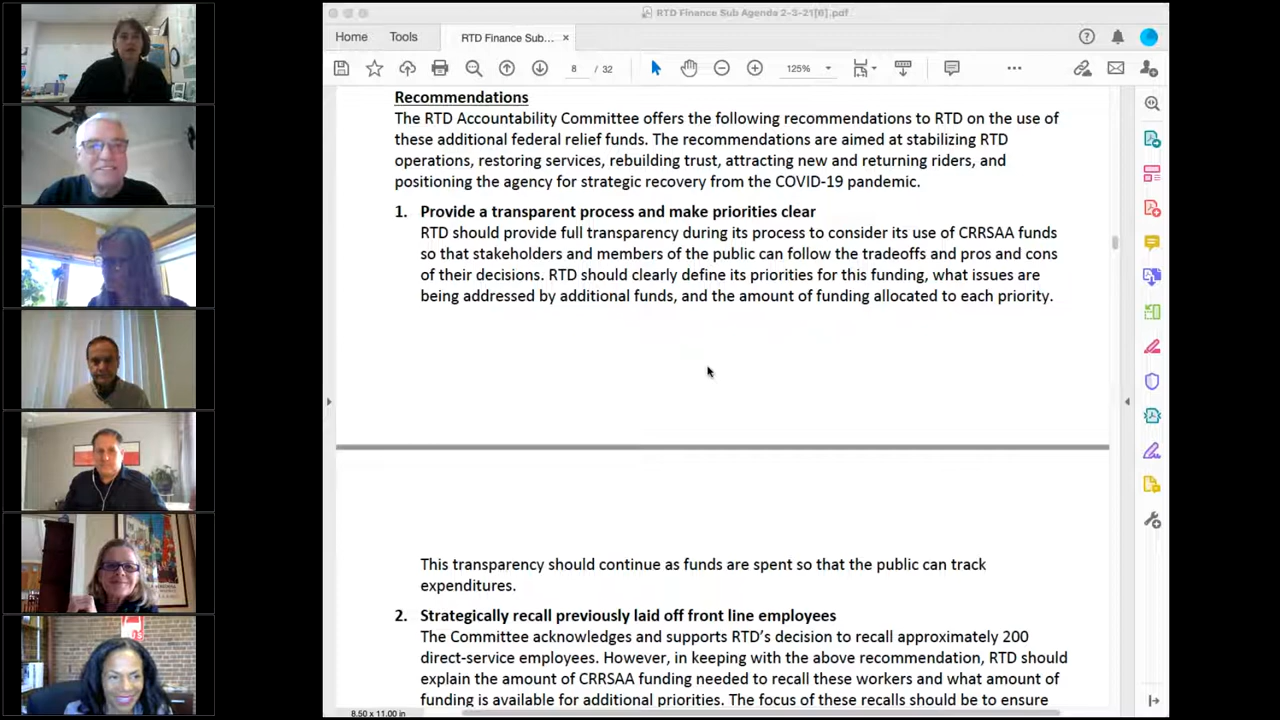 RTD Finance Sub Agenda 2-3-21[6].pdf
Home Tools RTD Finance Sub... ×
8 / 32 125%
Recommendations
The RTD Accountability Committee offers the following recommendations to RTD on the use of
these additional federal relief funds. The recommendations are aimed at stabilizing RTD
operations, restoring services, rebuilding trust, attracting new and returning riders, and
positioning the agency for strategic recovery from the COVID-19 pandemic.
1. Provide a transparent process and make priorities clear
RTD should provide full transparency during its process to consider its use of CRRSAA funds
so that stakeholders and members of the public can follow the tradeoffs and pros and cons
of their decisions. RTD should clearly define its priorities for this funding, what issues are
being addressed by additional funds, and the amount of funding allocated to each priority.
This transparency should continue as funds are spent so that the public can track
expenditures.
2. Strategically recall previously laid off front line employees
The Committee acknowledges and supports RTD's decision to recall approximately 200
direct-service employees. However, in keeping with the above recommendation, RTD should
explain the amount of CRRSAA funding needed to recall these workers and what amount of
funding is available for additional priorities. The focus of these recalls should be to ensure
8.50 x 11.00 in